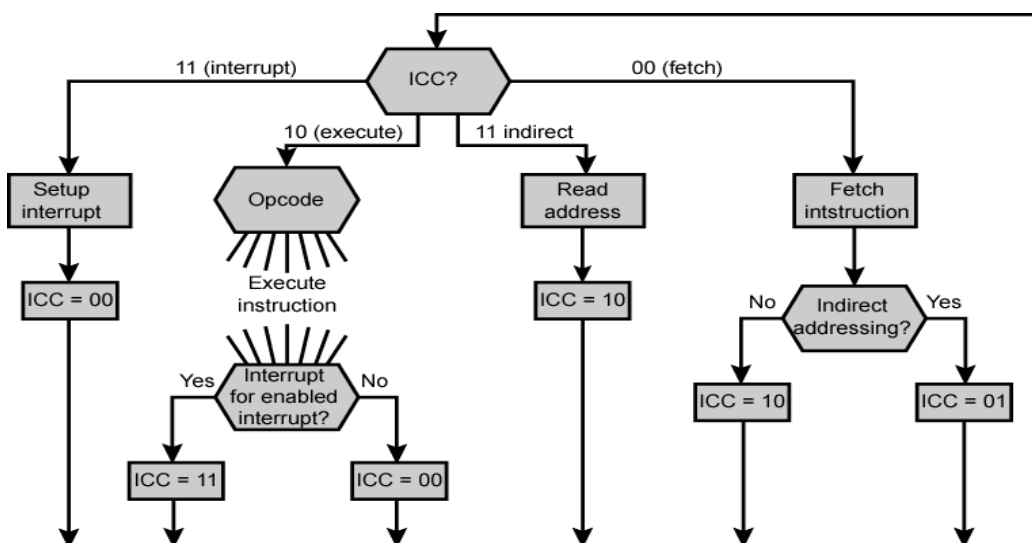 ICC?
11 (interrupt)
00 (fetch)
10 (execute)
11 indirect
Setup
interrupt
Opcode
Read
address
Fetch
intstruction
ICC = 00
Execute
instruction
ICC = 10
No
Indirect
addressing?
Yes
Yes
Interrupt
for enabled
interrupt?
No
ICC = 10
ICC = 01
ICC = 11
ICC = 00